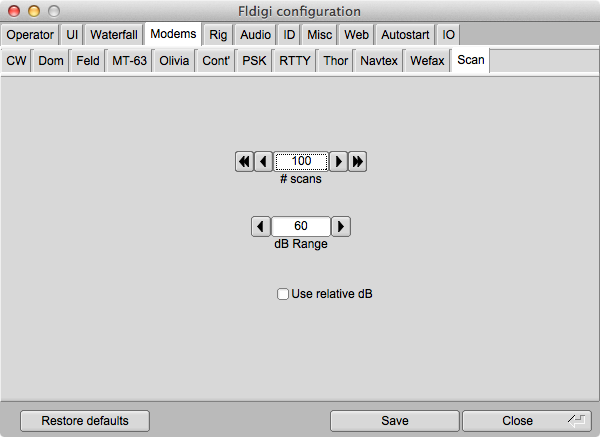 Fldigi configuration
Operator UI Waterfall Modems Rig Audio ID Misc Web Autostart IO
CW Dom Feld MT-63 Olivia Cont' PSK RTTY Thor Navtex Wefax Scan
100
# scans
60
dB Range
Use relative dB
Restore defaults Save Close